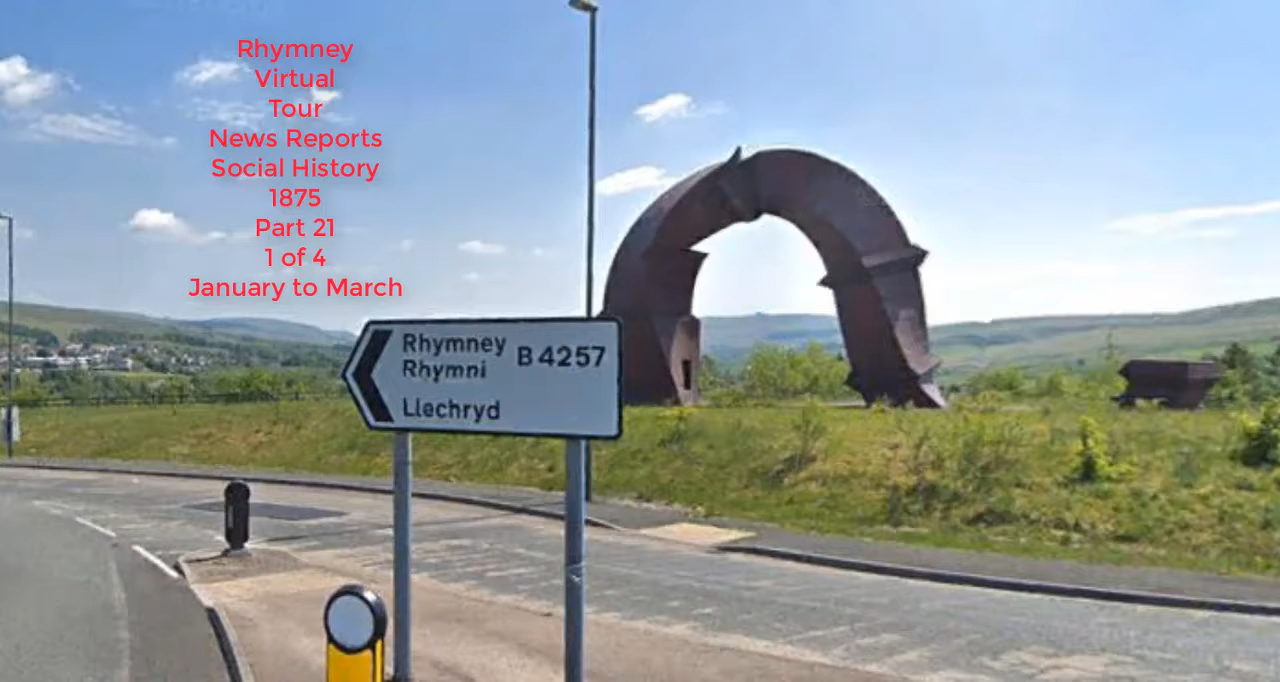 Rhymney
Virtual
Tour
News Reports
Social History
1875
Part 21
1 of 4
January to March
Rhymney B4257
Rhymni
Llechryd